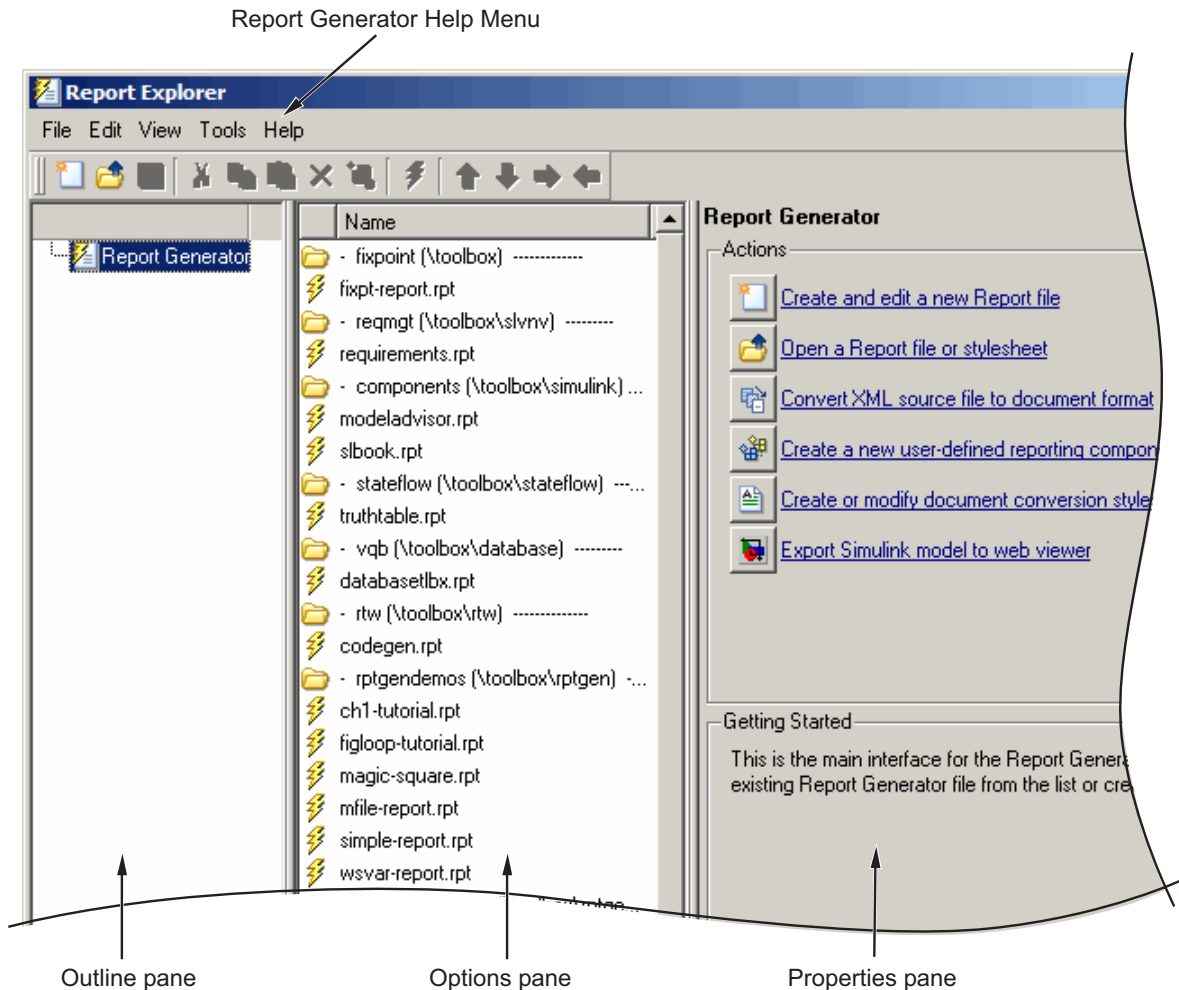 Report Generator Help Menu
Report Explorer
File Edit View Tools Help
Name
Report Generator
- fixpoint (\toolbox) -------------
fixpt-report.rpt
- reqmgt (\toolbox\slvnv) ---------
requirements.rpt
- components (\toolbox\simulink) ...
modeladvisor.rpt
slbook.rpt
- stateflow (\toolbox\stateflow) ---...
truthtable.rpt
- vqb (\toolbox\database) ---------
databasetlbx.rpt
- rtw (\toolbox\rtw) --------------
codegen.rpt
- rptgendemos (\toolbox\rptgen) -...
ch1-tutorial.rpt
figloop-tutorial.rpt
magic-square.rpt
mfile-report.rpt
simple-report.rpt
wsvar-report.rpt
Report Generator
Actions
Create and edit a new Report file
Open a Report file or stylesheet
Convert XML source file to document format
Create a new user-defined reporting compon
Create or modify document conversion style
Export Simulink model to web viewer
Getting Started
This is the main interface for the Report Genera
existing Report Generator file from the list or cre
Outline pane
Options pane
Properties pane